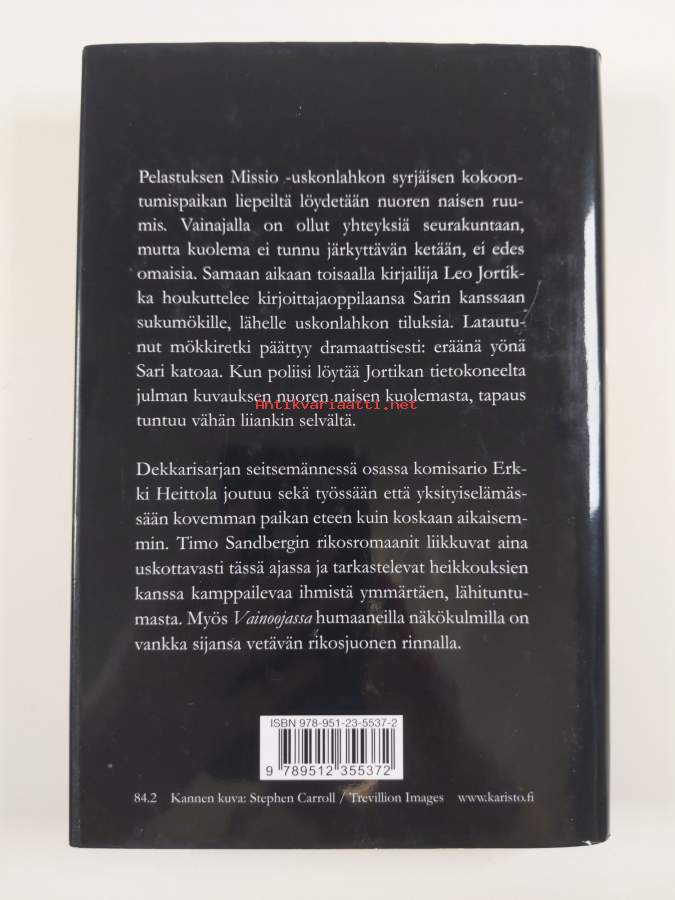 Pelastuksen Missio -uskonlahkon syrjäisen kokoon-
tumispaikan liepeiltä löydetään nuoren naisen ruu-
mis. Vainajalla on ollut yhteyksiä seurakuntaan,
mutta kuolema ei tunnu järkyttävän ketään, ei edes
omaisia. Samaan aikaan toisaalla kirjailija Leo Jortik-
ka houkuttelee kirjoittajaoppilaansa Sarin kanssaan
sukumökille, lähelle uskonlahkon tiluksia. Latautu-
nut mökkiretki päättyy dramaattisesti: eräänä yönä
Sari katoaa. Kun poliisi löytää Jortikan tietokoneelta
julman kuvauksen nuoren naisen kuolemasta, tapaus
Antikvariaatti.net
tuntuu vähän liiankin selvältä.
Dekkarisarjan seitsemännessä osassa komisario Erk-
ki Heittola joutuu sekä työssään että yksityiselämäs-
sään kovemman paikan eteen kuin koskaan aikaisem-
min. Timo Sandbergin rikosromaanit liikkuvat aina
uskottavasti tässä ajassa ja tarkastelevat heikkouksien
kanssa kamppailevaa ihmistä ymmärtäen, lähituntu-
masta. Myös Vainoojassa humaaneilla näkökulmilla on
vankka sijansa vetävän rikosjuonen rinnalla.
ISBN 978-951-23-5537-2
9 789512 355372
84.2 Kannen kuva: Stephen Carroll / Trevillion Images www.karisto.fi